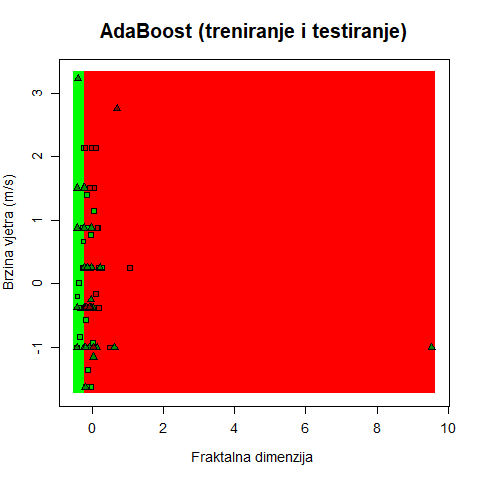 AdaBoost (treniranje i testiranje)
Brzina vjetra (m/s)
3
2
1
0
-1
0 2 4 6 8 10
Fraktalna dimenzija